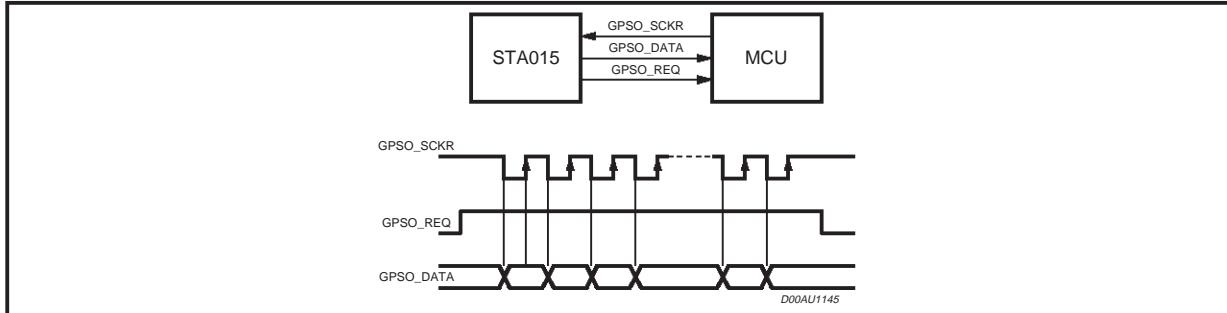 GPSO_SCKR
STA015
GPSO_DATA
MCU
GPSO_REQ
GPSO_SCKR
GPSO_REQ
GPSO_DATA
D00AU1145